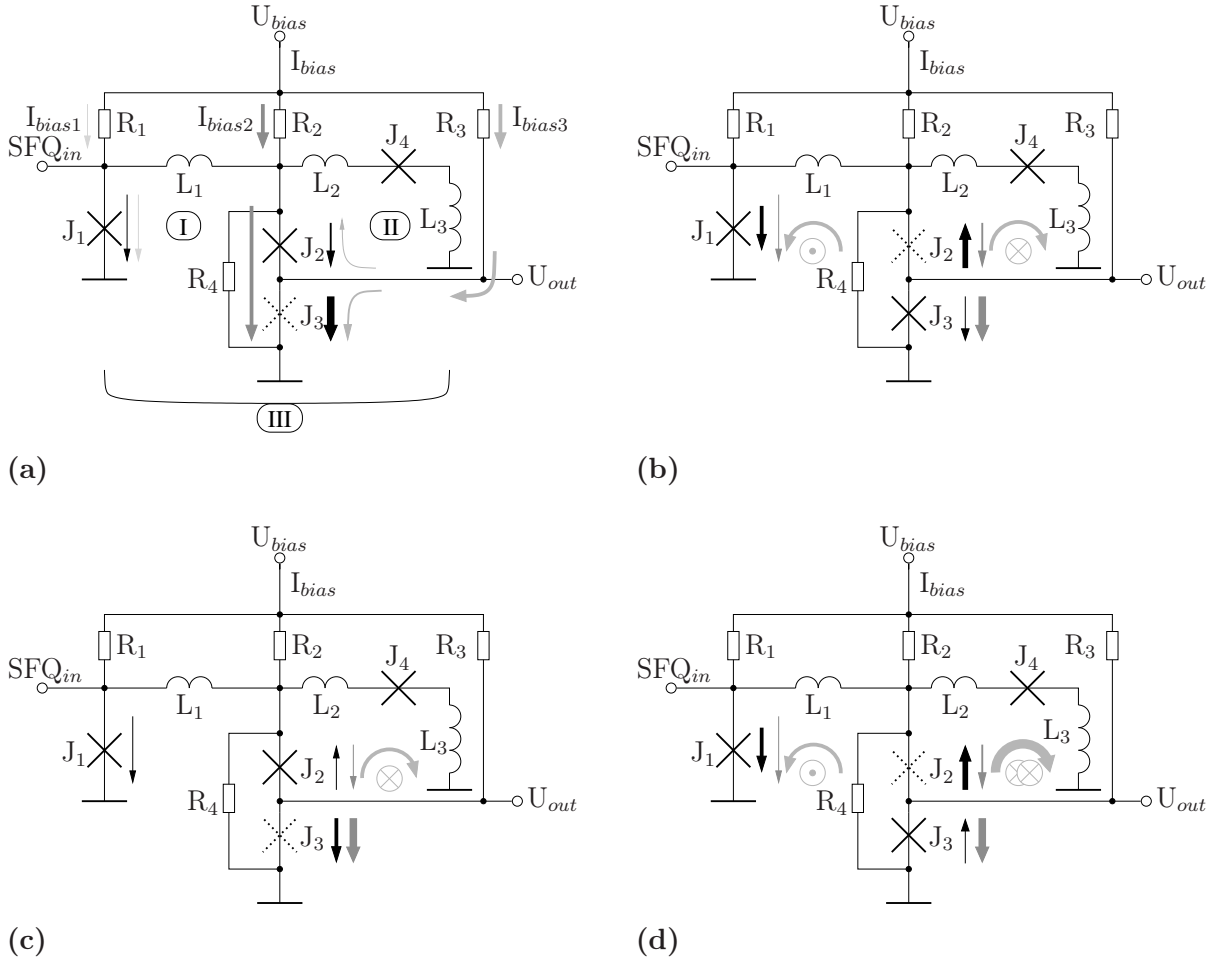 U_bias
I_bias
I_bias1 R_1 I_bias2 R_2 R_3 I_bias3
SFQ_in J_4
L_1 L_2
J_1 I II L_3
J_2
R_4 U_out
J_3
III
(a)
U_bias
I_bias
R_1 R_2 R_3
SFQ_in J_4
L_1 L_2
J_1 J_2 L_3
R_4 U_out
J_3
(b)
U_bias
I_bias
R_1 R_2 R_3
SFQ_in J_4
L_1 L_2
J_1 J_2 L_3
R_4 U_out
J_3
(c)
U_bias
I_bias
R_1 R_2 R_3
SFQ_in J_4
L_1 L_2
J_1 J_2 L_3
R_4 U_out
J_3
(d)